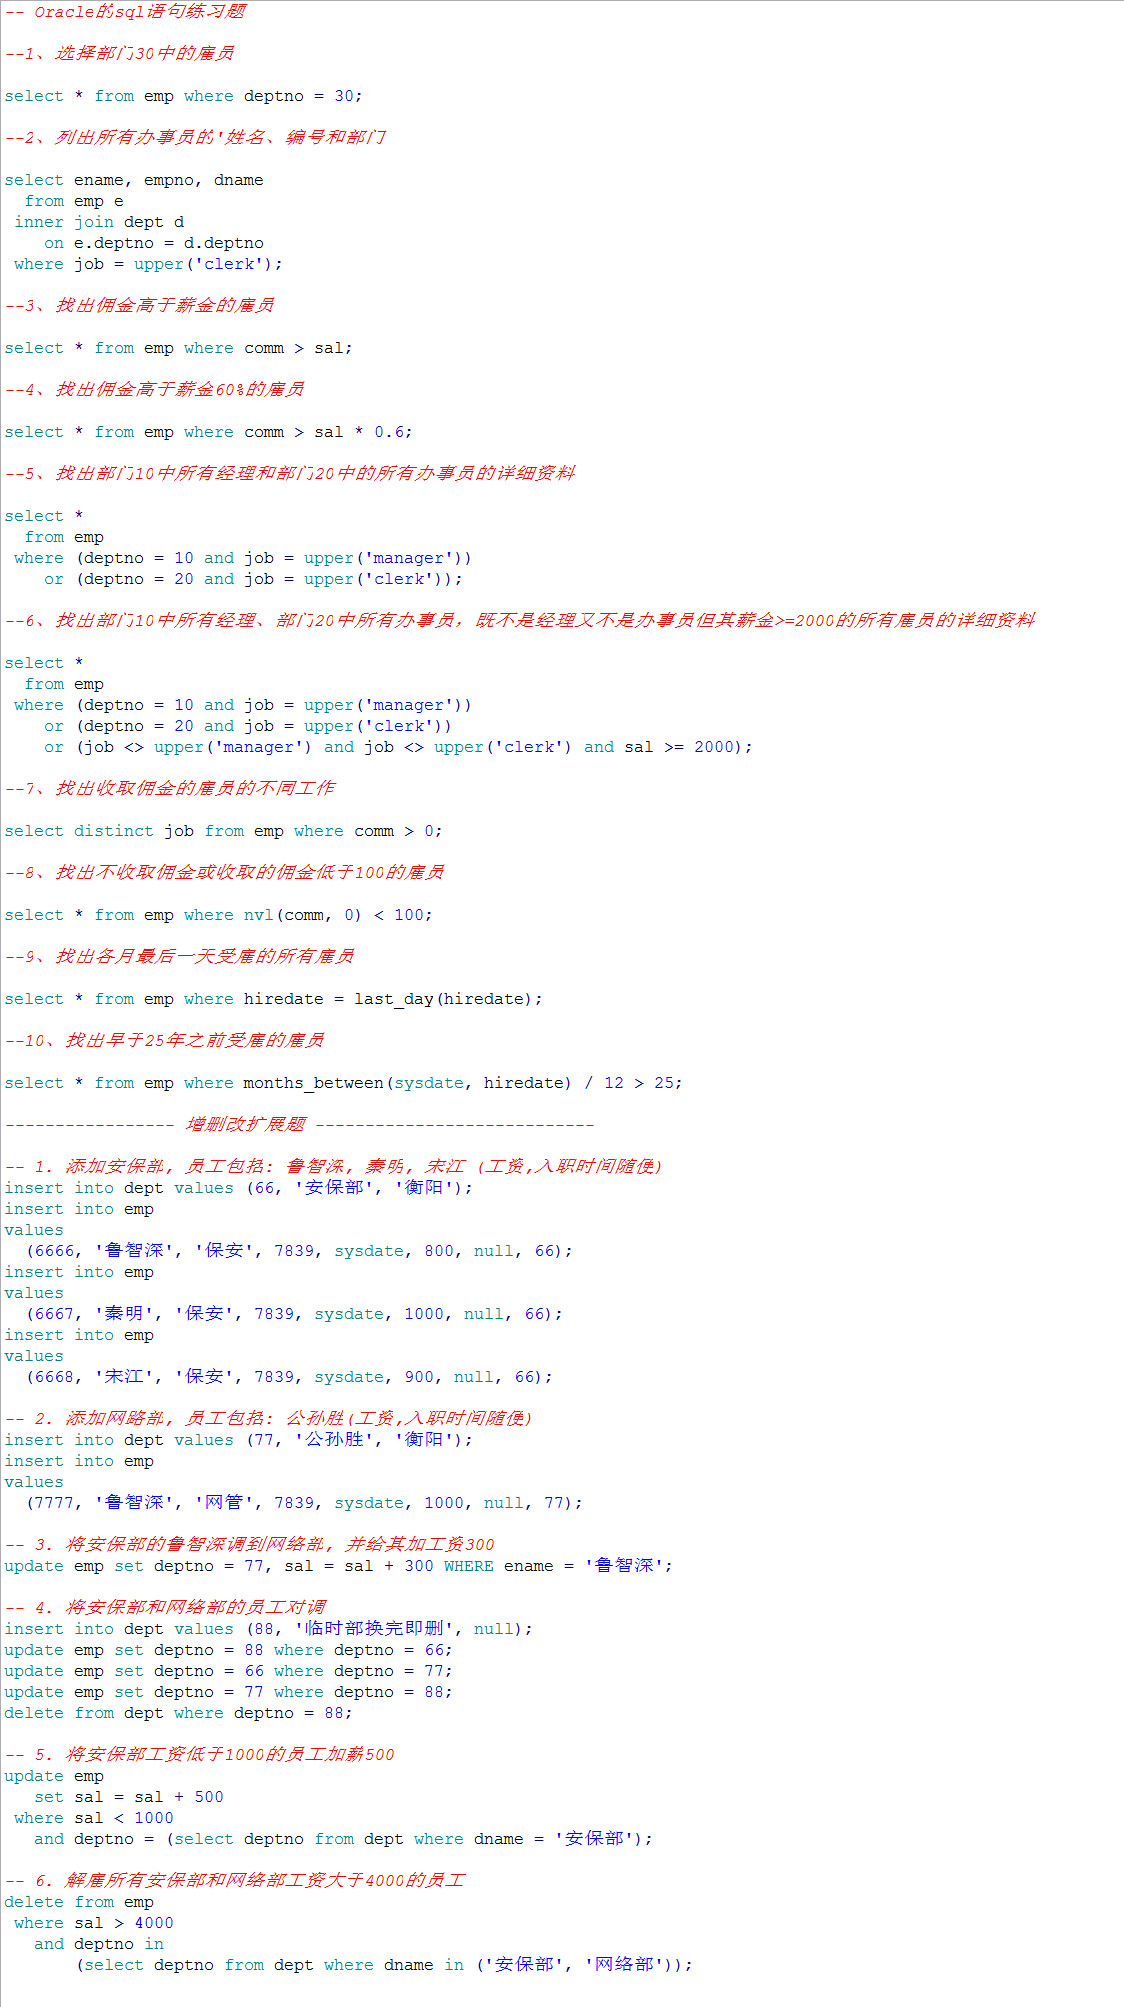 -- Oracle的sql语句练习题
--1、选择部门30中的雇员
select * from emp where deptno = 30;
--2、列出所有办事员的'姓名、编号和部门
select ename, empno, dname
from emp e
inner join dept d
on e.deptno = d.deptno
where job = upper('clerk');
--3、找出佣金高于薪金的雇员
select * from emp where comm > sal;
--4、找出佣金高于薪金60%的雇员
select * from emp where comm > sal * 0.6;
--5、找出部门10中所有经理和部门20中的所有办事员的详细资料
select *
from emp
where (deptno = 10 and job = upper('manager'))
or (deptno = 20 and job = upper('clerk'));
--6、找出部门10中所有经理、部门20中所有办事员，既不是经理又不是办事员但其薪金>=2000的所有雇员的详细资料
select *
from emp
where (deptno = 10 and job = upper('manager'))
or (deptno = 20 and job = upper('clerk'))
or (job <> upper('manager') and job <> upper('clerk') and sal >= 2000);
--7、找出收取佣金的雇员的不同工作
select distinct job from emp where comm > 0;
--8、找出不收取佣金或收取的佣金低于100的雇员
select * from emp where nvl(comm, 0) < 100;
--9、找出各月最后一天受雇的所有雇员
select * from emp where hiredate = last_day(hiredate);
--10、找出早于25年之前受雇的雇员
select * from emp where months_between(sysdate, hiredate) / 12 > 25;
----------------- 增删改扩展题 ----------------------------
-- 1. 添加安保部, 员工包括: 鲁智深, 秦明, 宋江 (工资,入职时间随便)
insert into dept values (66, '安保部', '衡阳');
insert into emp
values
(6666, '鲁智深', '保安', 7839, sysdate, 800, null, 66);
insert into emp
values
(6667, '秦明', '保安', 7839, sysdate, 1000, null, 66);
insert into emp
values
(6668, '宋江', '保安', 7839, sysdate, 900, null, 66);
-- 2. 添加网路部, 员工包括: 公孙胜(工资,入职时间随便)
insert into dept values (77, '公孙胜', '衡阳');
insert into emp
values
(7777, '鲁智深', '网管', 7839, sysdate, 1000, null, 77);
-- 3. 将安保部的鲁智深调到网络部, 并给其加工资300
update emp set deptno = 77, sal = sal + 300 WHERE ename = '鲁智深';
-- 4. 将安保部和网络部的员工对调
insert into dept values (88, '临时部换完即删', null);
update emp set deptno = 88 where deptno = 66;
update emp set deptno = 66 where deptno = 77;
update emp set deptno = 77 where deptno = 88;
delete from dept where deptno = 88;
-- 5. 将安保部工资低于1000的员工加薪500
update emp
set sal = sal + 500
where sal < 1000
and deptno = (select deptno from dept where dname = '安保部');
-- 6. 解雇所有安保部和网络部工资大于4000的员工
delete from emp
where sal > 4000
and deptno in
(select deptno from dept where dname in ('安保部', '网络部'));